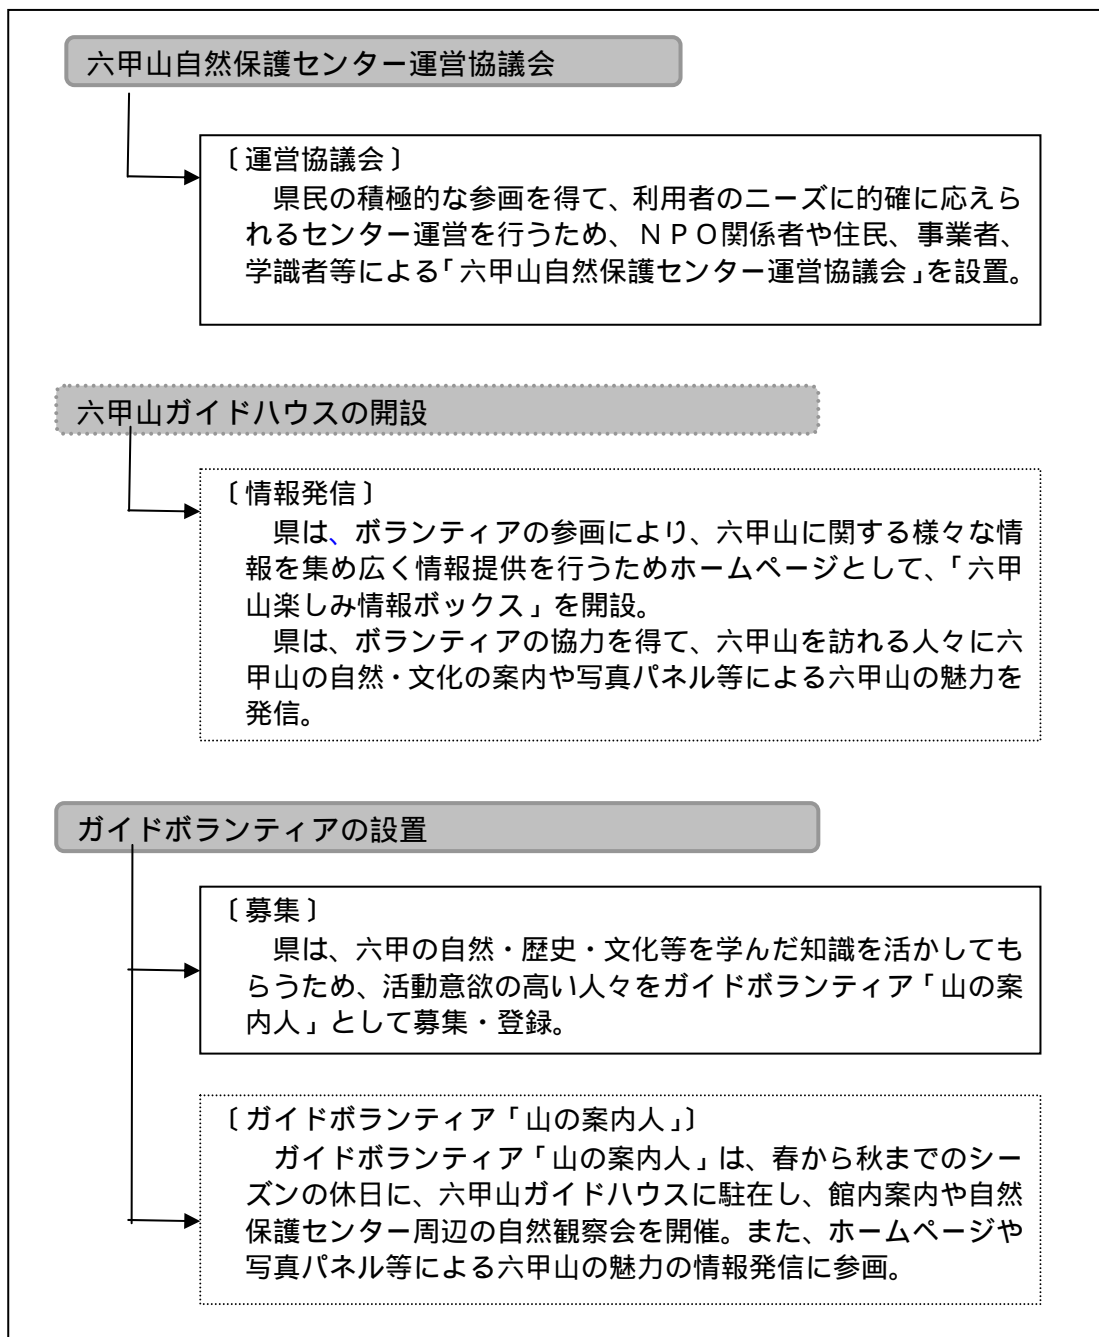 六甲山自然保護センター運営協議会
〔運営協議会〕
県民の積極的な参画を得て、利用者のニーズに的確に応えら
れるセンター運営を行うため、ＮＰＯ関係者や住民、事業者、
学識者等による「六甲山自然保護センター運営協議会」を設置。
六甲山ガイドハウスの開設
〔情報発信〕
県は、ボランティアの参画により、六甲山に関する様々な情
報を集め広く情報提供を行うためホームページとして、「六甲
山楽しみ情報ボックス」を開設。
県は、ボランティアの協力を得て、六甲山を訪れる人々に六
甲山の自然・文化の案内や写真パネル等による六甲山の魅力を
発信。
ガイドボランティアの設置
〔募集〕
県は、六甲の自然・歴史・文化等を学んだ知識を活かしても
らうため、活動意欲の高い人々をガイドボランティア「山の案
内人」として募集・登録。
〔ガイドボランティア「山の案内人」〕
ガイドボランティア「山の案内人」は、春から秋までのシー
ズンの休日に、六甲山ガイドハウスに駐在し、館内案内や自然
保護センター周辺の自然観察会を開催。また、ホームページや
写真パネル等による六甲山の魅力の情報発信に参画。